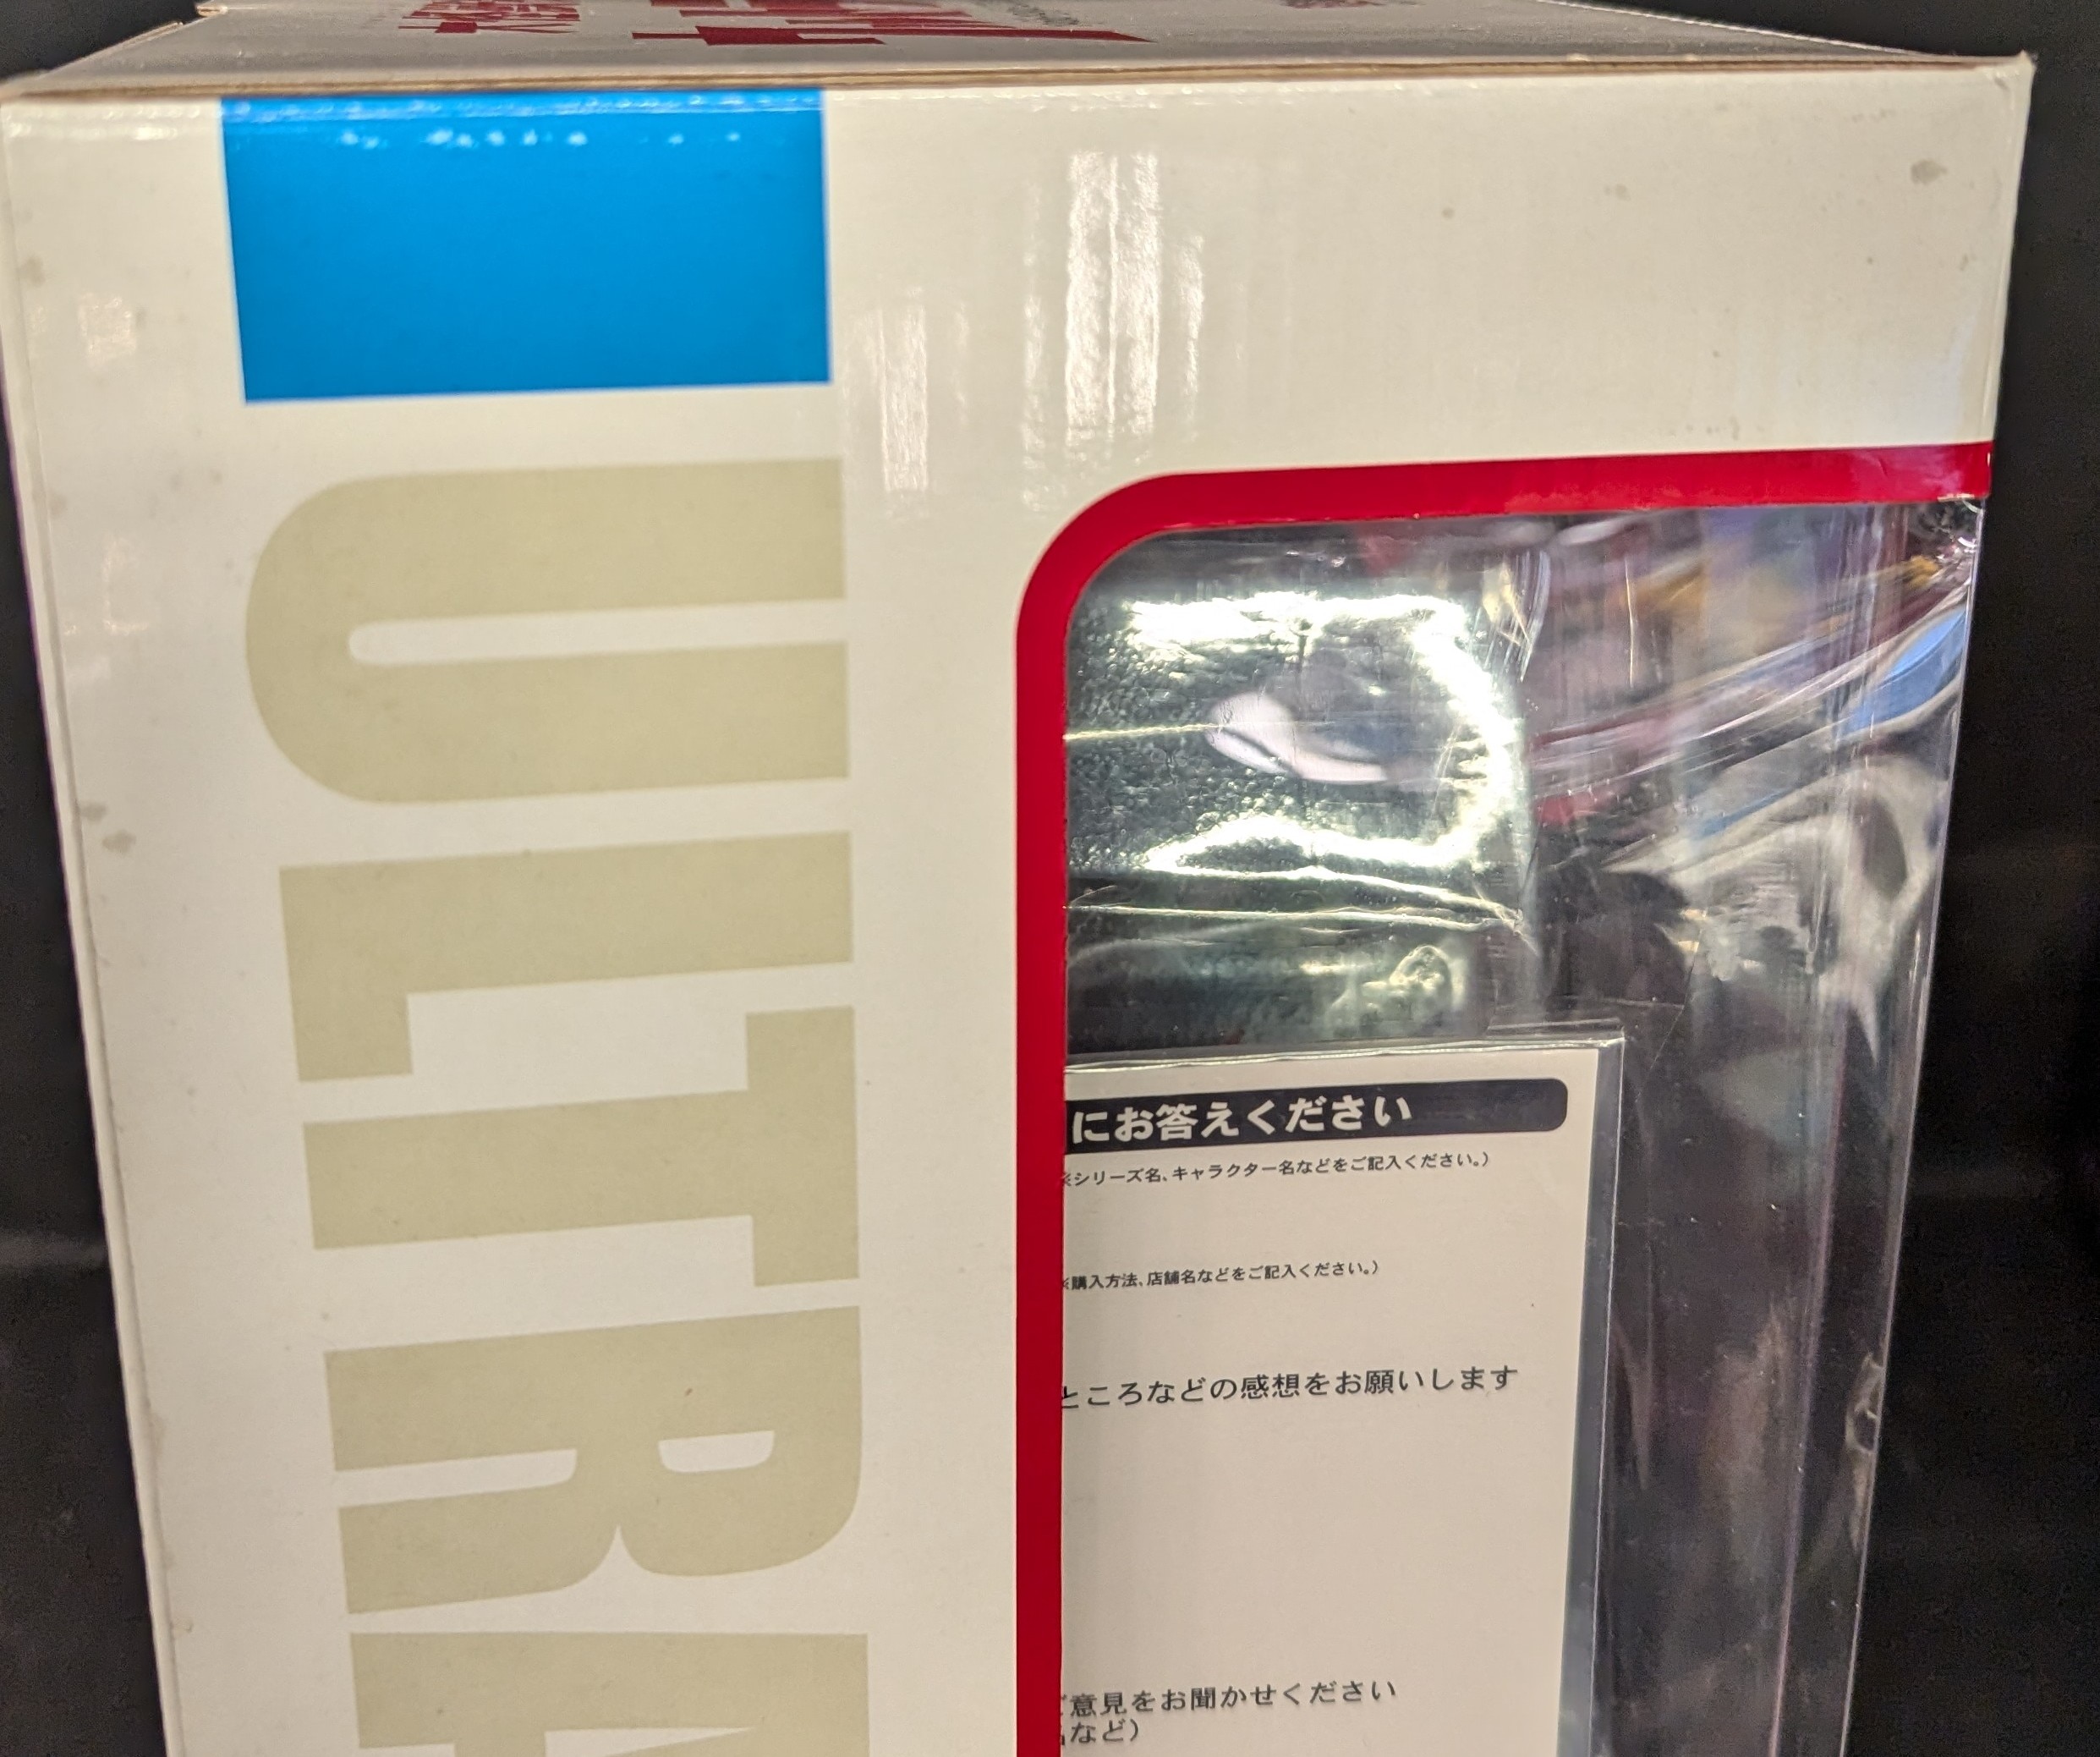 ULTRA
にお答えください
※シリーズ名、キャラクター名などをご記入ください。）
※購入方法、店舗名などをご記入ください。）
ところなどの感想をお願いします
ご意見をお聞かせください
など）